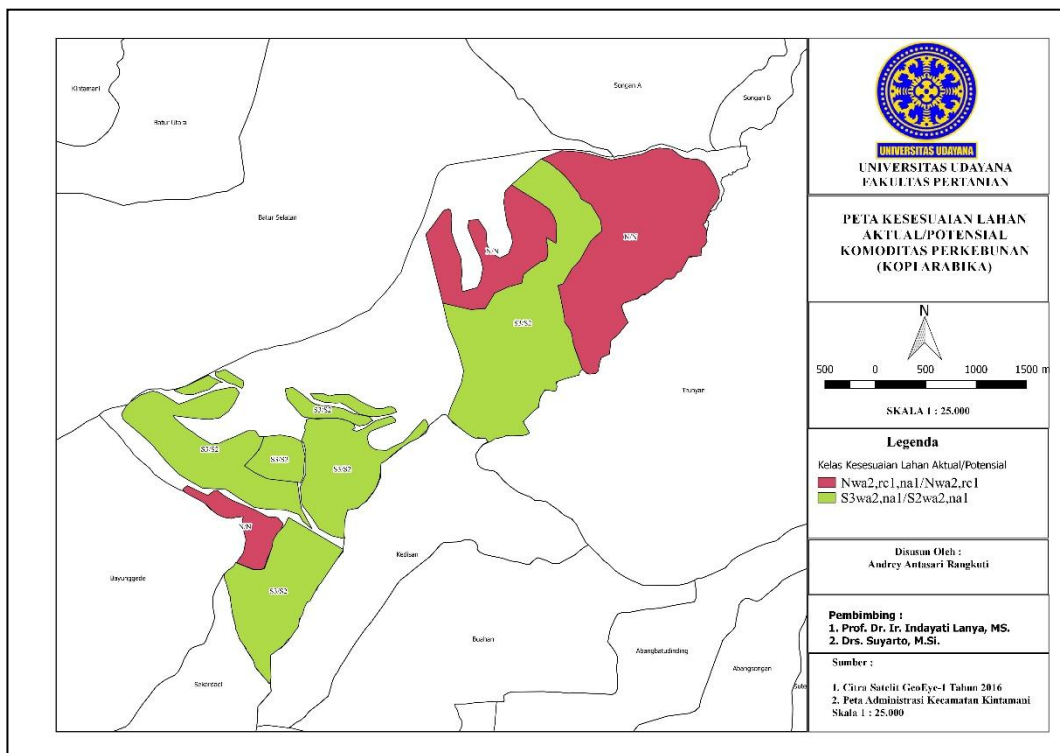 Kintamani
Batur Utara
Songan A
Songan B
Batur Selatan
N/N
N/N
S3/S2
Trunyan
S3/S2
S3/S2
S3/S2
S3/S2
N/N
S3/S2
Kedisan
Bayunggede
Buahan
Abangbatudinding
Abangsongan
Sekardadi
Sute
UNIVERSITAS UDAYANA
UNIVERSITAS UDAYANA
FAKULTAS PERTANIAN
PETA KESESUAIAN LAHAN
AKTUAL/POTENSIAL
KOMODITAS PERKEBUNAN
(KOPI ARABIKA)
N
500 0 500 1000 1500 m
SKALA 1 : 25.000
Legenda
Kelas Kesesuaian Lahan Aktual/Potensial
Nwa2,rc1,na1/Nwa2,rc1
S3wa2,na1/S2wa2,na1
Disusun Oleh :
Andrey Antasari Rangkuti
Pembimbing :
1. Prof. Dr. Ir. Indayati Lanya, MS.
2. Drs. Suyarto, M.Si.
Sumber :
1. Citra Satelit GeoEye-1 Tahun 2016
2. Peta Administrasi Kecamatan Kintamani
Skala 1 : 25.000